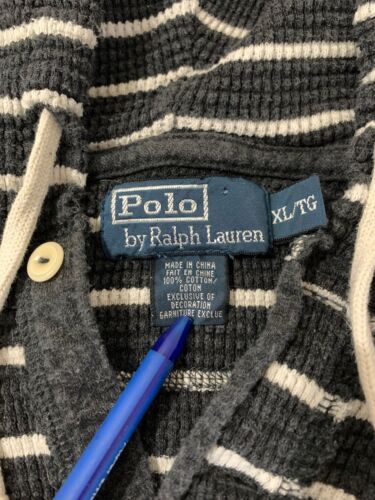 Polo
by Ralph Lauren
XL/TG
MADE IN CHINA
FAIT EN CHINE
100% COTTON/
COTON
EXCLUSIVE OF
DECORATION
GARNITURE EXCLUE